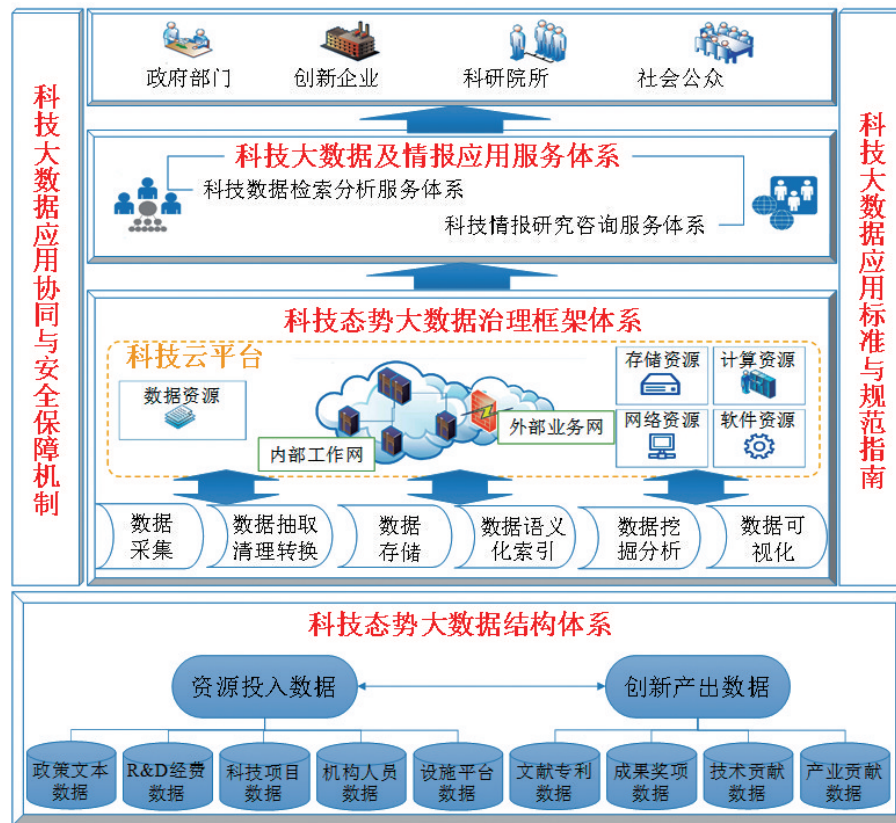 科技大数据应用协同与安全保障机制
政府部门
创新企业
科研院所
社会公众
科技大数据及情报应用服务体系
科技数据检索分析服务体系
科技情报研究咨询服务体系
科技态势大数据治理框架体系
科技云平台
数据资源
内部工作网
外部业务网
存储资源
计算资源
网络资源
软件资源
数据
采集
数据抽取
清理转换
数据
存储
数据语义
化索引
数据挖
掘分析
数据可
视化
科技大数据应用标准与规范指南
科技态势大数据结构体系
资源投入数据
创新产出数据
政策文本
数据
R&D经费
数据
科技项目
数据
机构人员
数据
设施平台
数据
文献专利
数据
成果奖项
数据
技术贡献
数据
产业贡献
数据